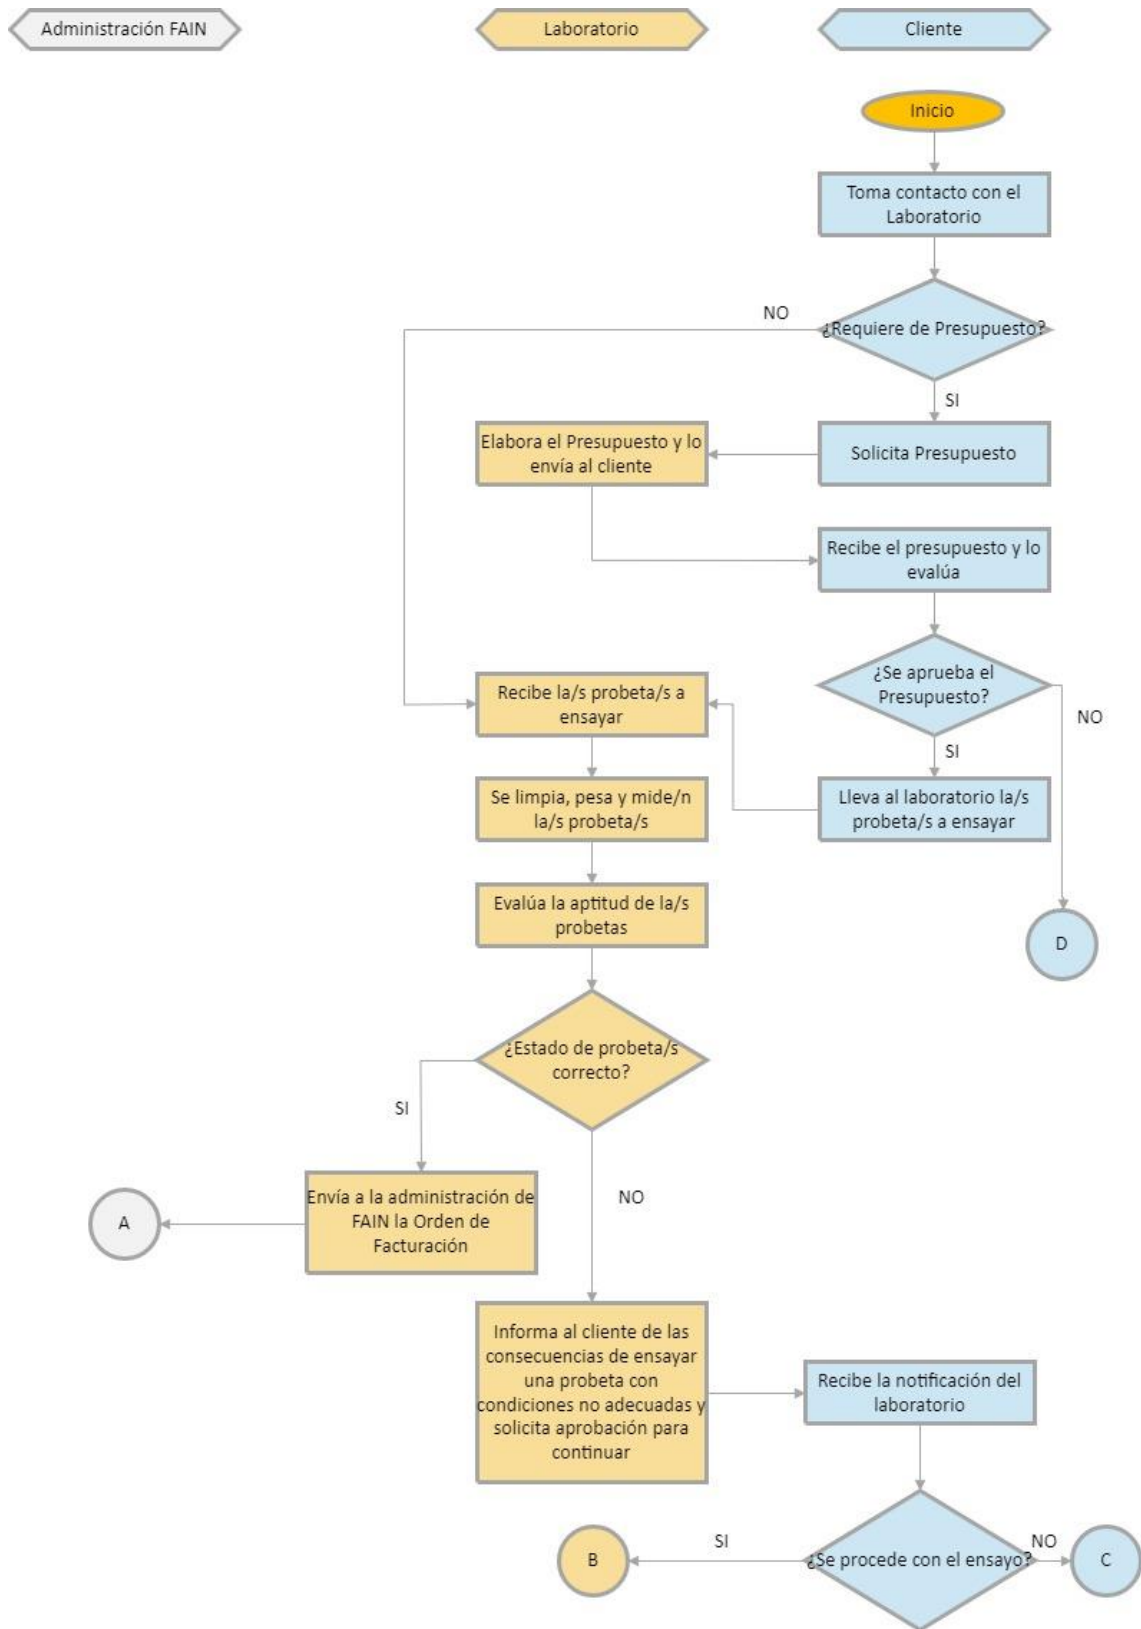 Administración FAIN
Laboratorio
Cliente
Inicio
Toma contacto con el
Laboratorio
NO
¿Requiere de Presupuesto?
SI
Elabora el Presupuesto y lo
envía al cliente
Solicita Presupuesto
Recibe el presupuesto y lo
evalúa
¿Se aprueba el
Presupuesto?
NO
SI
Recibe la/s probeta/s a
ensayar
Se limpia, pesa y mide/n
la/s probeta/s
Lleva al laboratorio la/s
probeta/s a ensayar
Evalúa la aptitud de la/s
probetas
D
¿Estado de probeta/s
correcto?
SI
NO
Envía a la administración de
FAIN la Orden de
Facturación
A
Informa al cliente de las
consecuencias de ensayar
una probeta con
condiciones no adecuadas y
solicita aprobación para
continuar
Recibe la notificación del
laboratorio
B
SI
¿Se procede con el ensayo?
NO
C